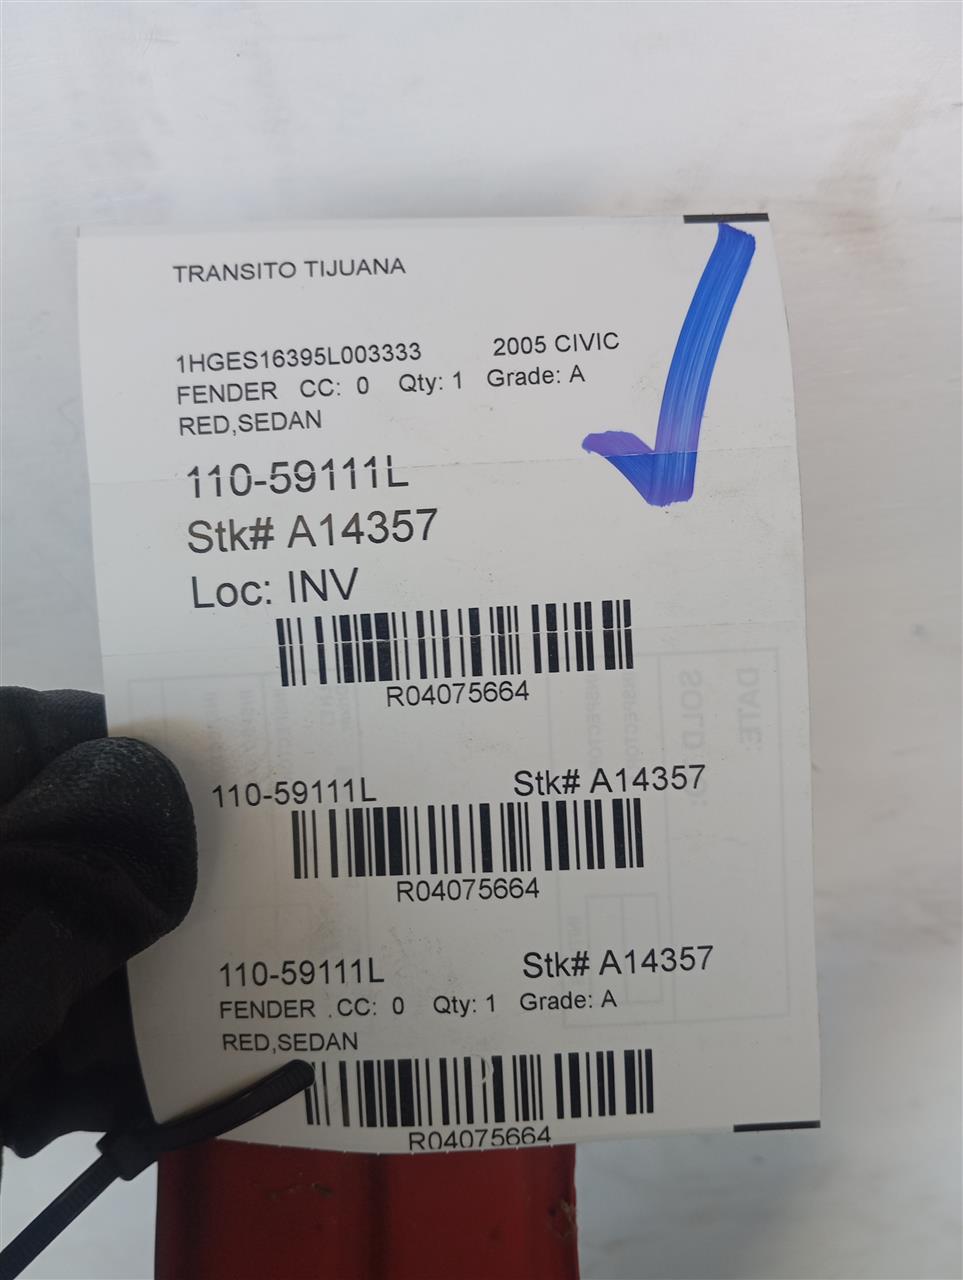 TRANSITO TIJUANA
1HGES16395L003333 2005 CIVIC
FENDER CC: 0 Qty: 1 Grade: A
RED,SEDAN
110-59111L
Stk# A14357
Loc: INV
R04075664
DATE:
SOLD
110-59111L Stk# A14357
R04075664
110-59111L Stk# A14357
FENDER CC: 0 Qty: 1 Grade: A
RED,SEDAN
R04075664